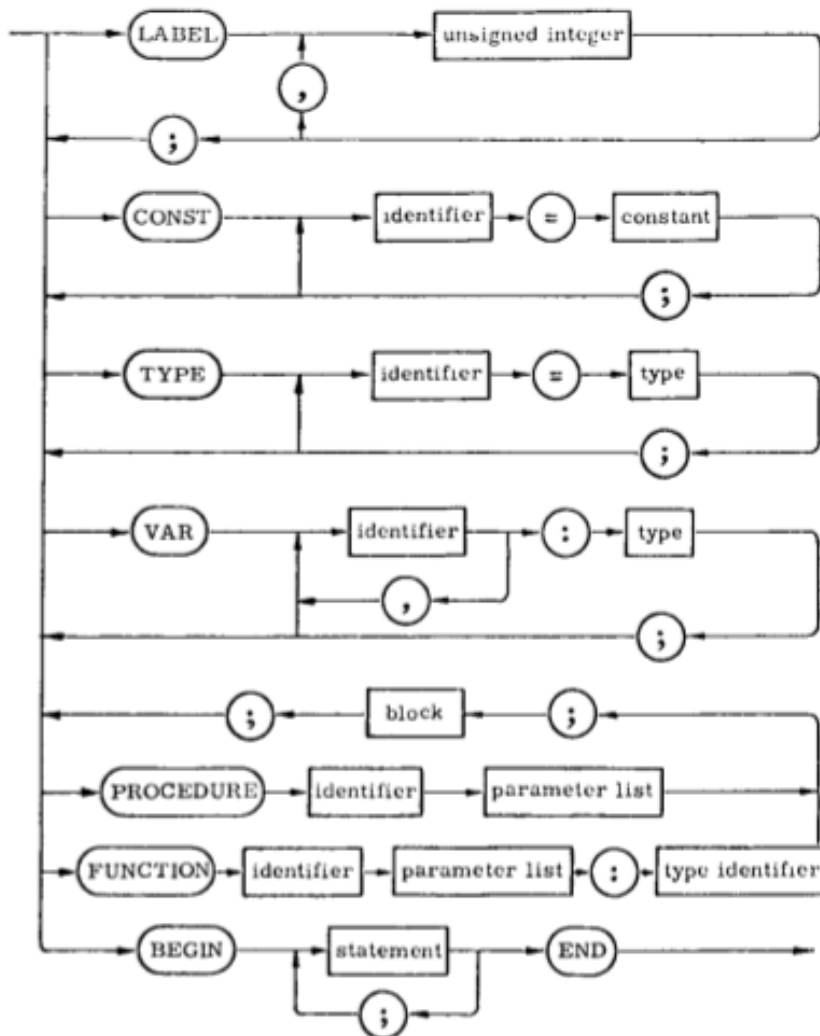 LABEL unsigned integer
,
;
CONST identifier = constant
;
TYPE identifier = type
;
VAR identifier : type
,
;
; block ;
PROCEDURE identifier parameter list
FUNCTION identifier parameter list : type identifier
BEGIN statement END
;